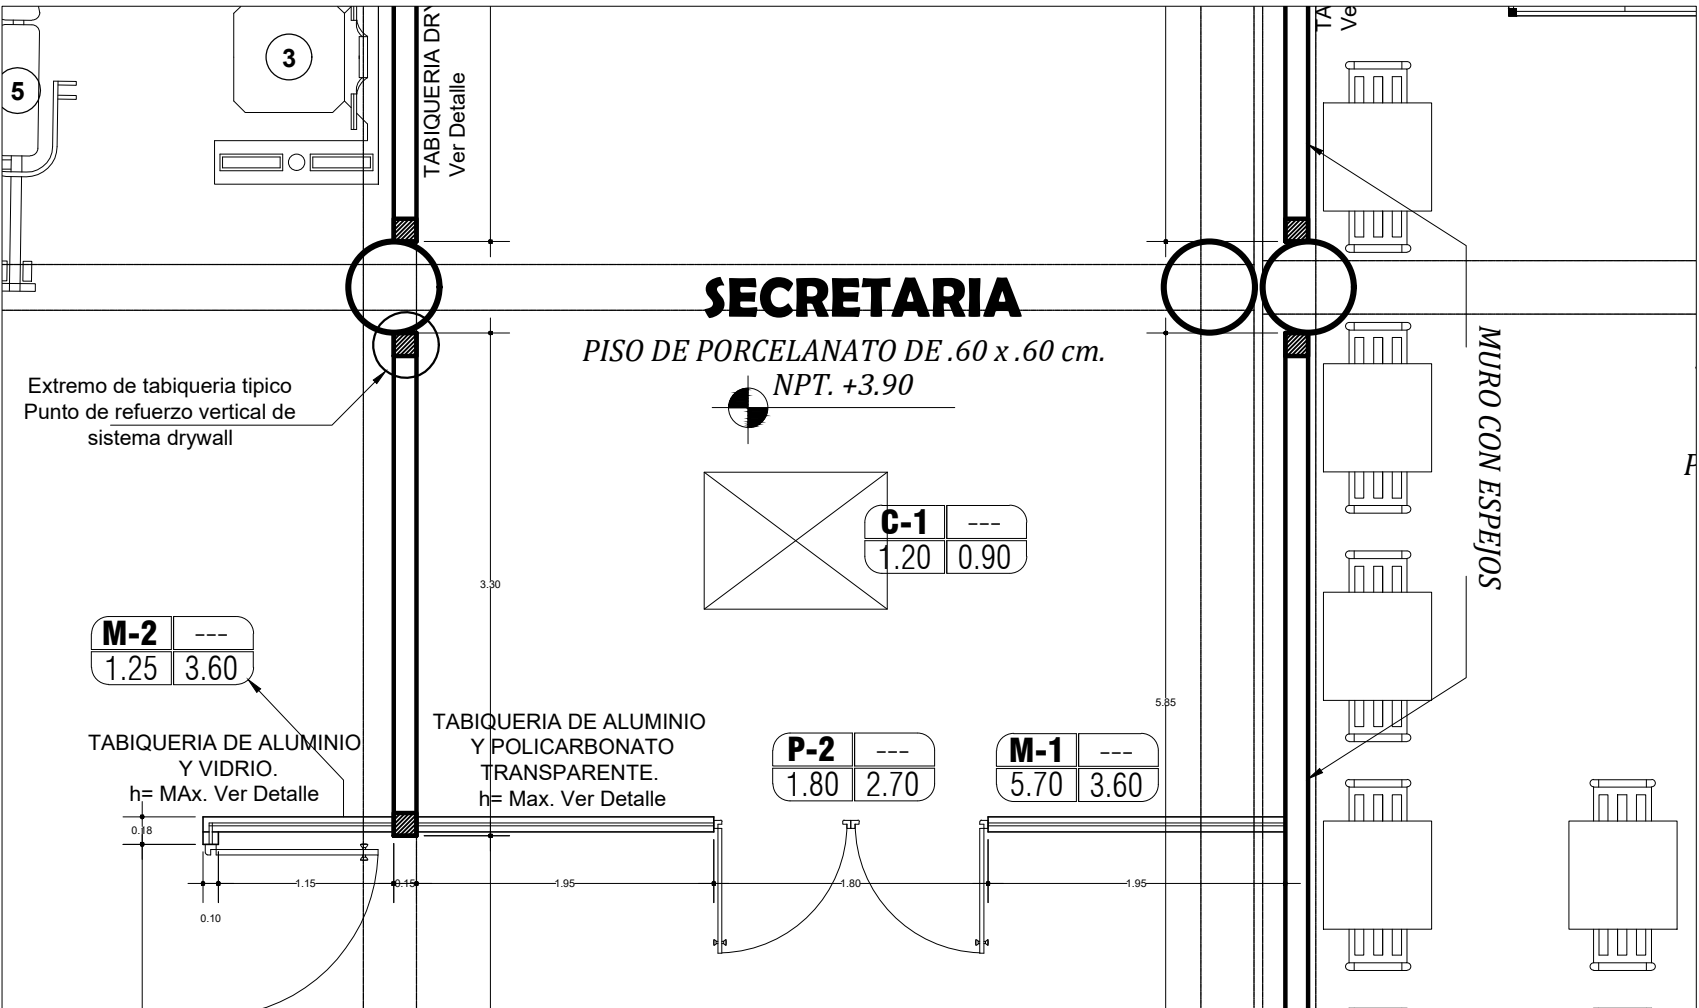 5
3
TABIQUERIA DRY
Ver Detalle
TA
Ve
SECRETARIA
PISO DE PORCELANATO DE .60 x .60 cm.
NPT. +3.90
Extremo de tabiqueria tipico
Punto de refuerzo vertical de
sistema drywall
MURO CON ESPEJOS
P
C-1 ---
1.20 0.90
3.30
M-2 ---
1.25 3.60
5.85
TABIQUERIA DE ALUMINIO
Y VIDRIO.
h= MAx. Ver Detalle
TABIQUERIA DE ALUMINIO
Y POLICARBONATO
TRANSPARENTE.
h= Max. Ver Detalle
P-2 ---
1.80 2.70
M-1 ---
5.70 3.60
0.18
1.15
0.15
1.95
1.80
1.95
0.10